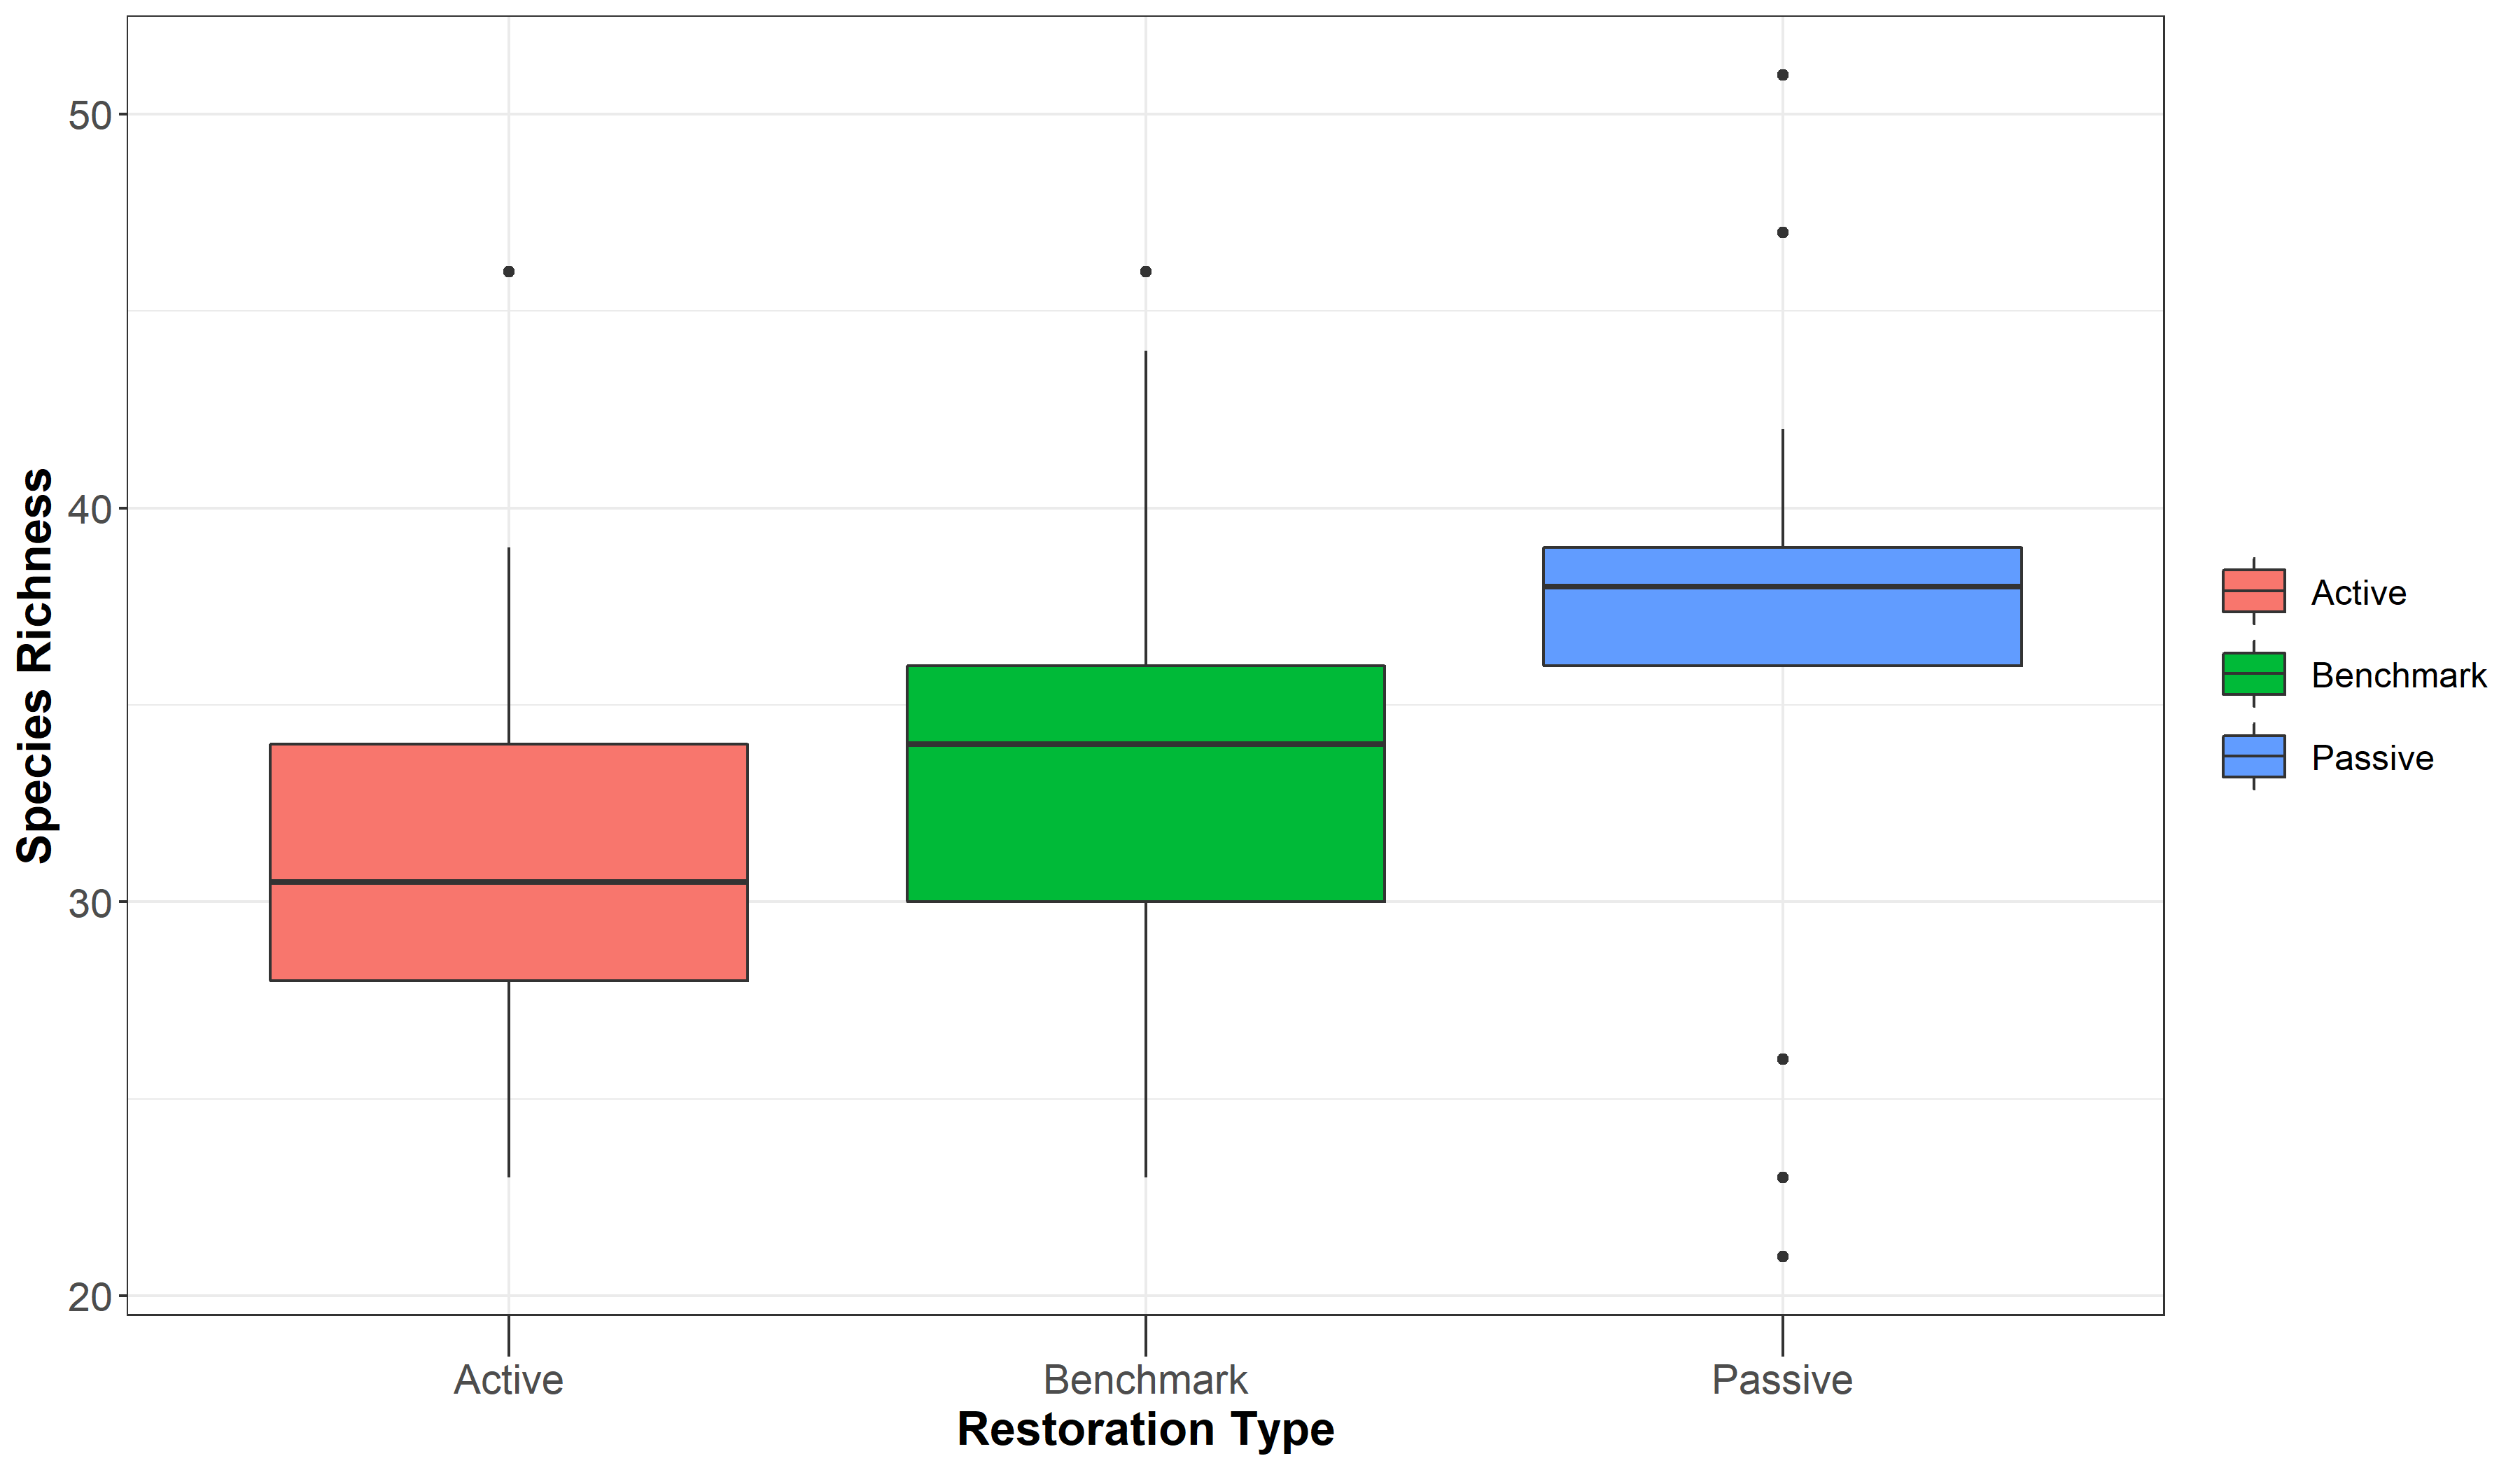 Species Richness
50
40
30
20
Active
Benchmark
Passive
Restoration Type
Active
Benchmark
Passive